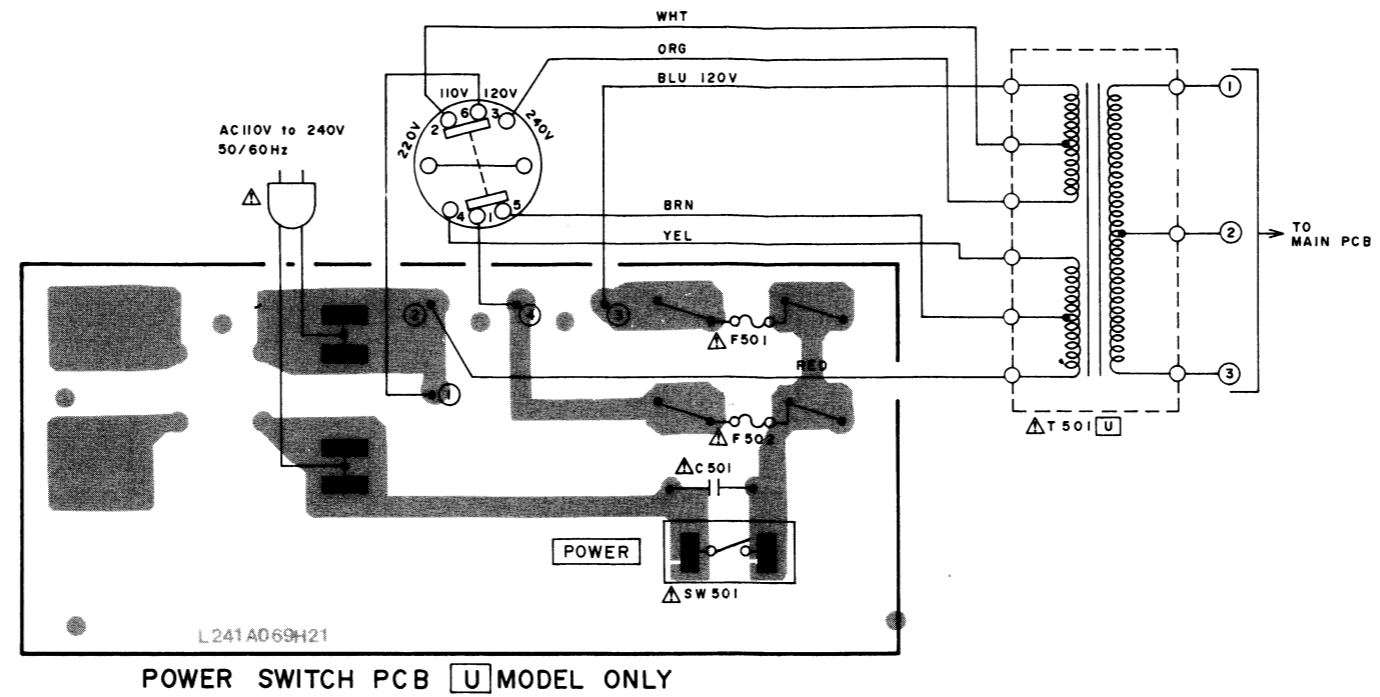 WHT
ORG
BLU 120V
110V 120V
220V
240V
2 6 3
4 1 5
AC110V to 240V
50/60Hz
BRN
YEL
1
2
3
TO
MAIN PCB
2
4
3
F501
RED
1
F502
T501 U
C501
POWER
SW501
L241A069H21
POWER SWITCH PCB U MODEL ONLY